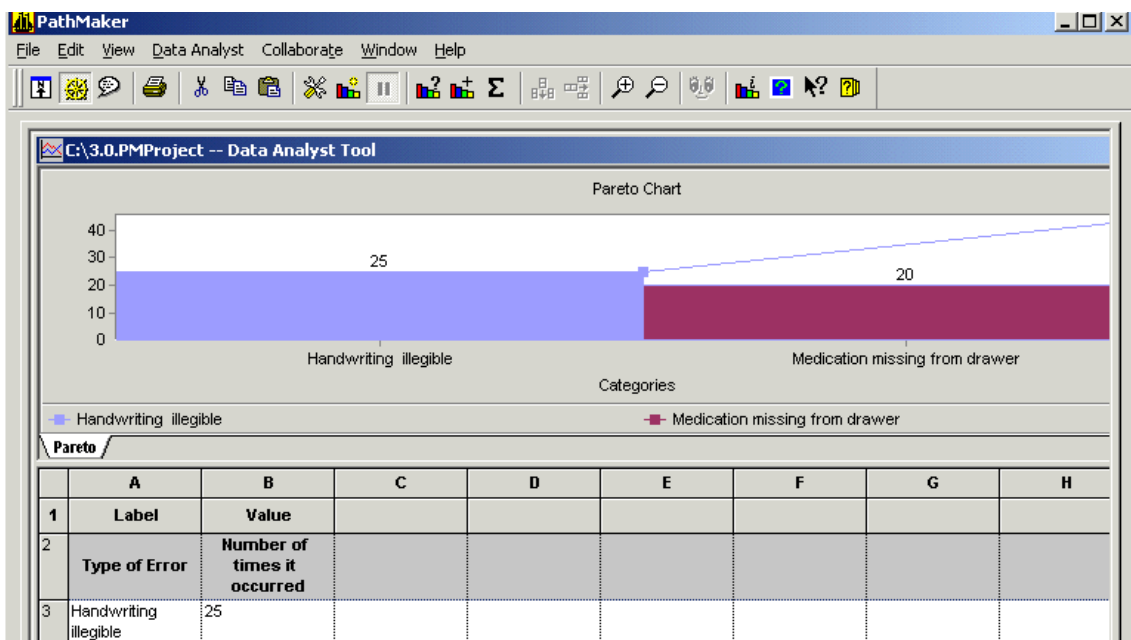 PathMaker
File Edit View Data Analyst Collaborate Window Help
C:\3.0.PMProject -- Data Analyst Tool
Pareto Chart
40
30
20
10
0
25
20
Handwriting illegible Medication missing from drawer
Categories
Handwriting illegible Medication missing from drawer
Pareto
A B C D E F G H
1 Label Value
2 Type of Error Number of
times it
occurred
3 Handwriting 25
illegible